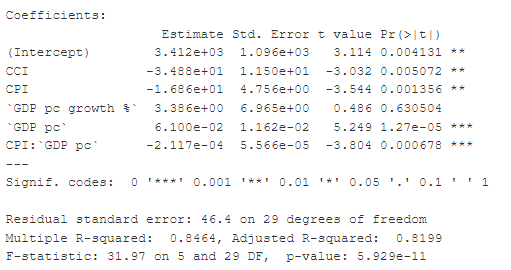 Coefficients:
Estimate Std. Error t value Pr(>|t|)
(Intercept) 3.412e+03 1.096e+03 3.114 0.004131 **
CCI -3.488e+01 1.150e+01 -3.032 0.005072 **
CPI -1.686e+01 4.756e+00 -3.544 0.001356 **
`GDP pc growth %` 3.386e+00 6.965e+00 0.486 0.630504
`GDP pc` 6.100e-02 1.162e-02 5.249 1.27e-05 ***
CPI:`GDP pc` -2.117e-04 5.566e-05 -3.804 0.000678 ***
---
Signif. codes: 0 '***' 0.001 '**' 0.01 '*' 0.05 '.' 0.1 ' ' 1
Residual standard error: 46.4 on 29 degrees of freedom
Multiple R-squared: 0.8464, Adjusted R-squared: 0.8199
F-statistic: 31.97 on 5 and 29 DF, p-value: 5.929e-11